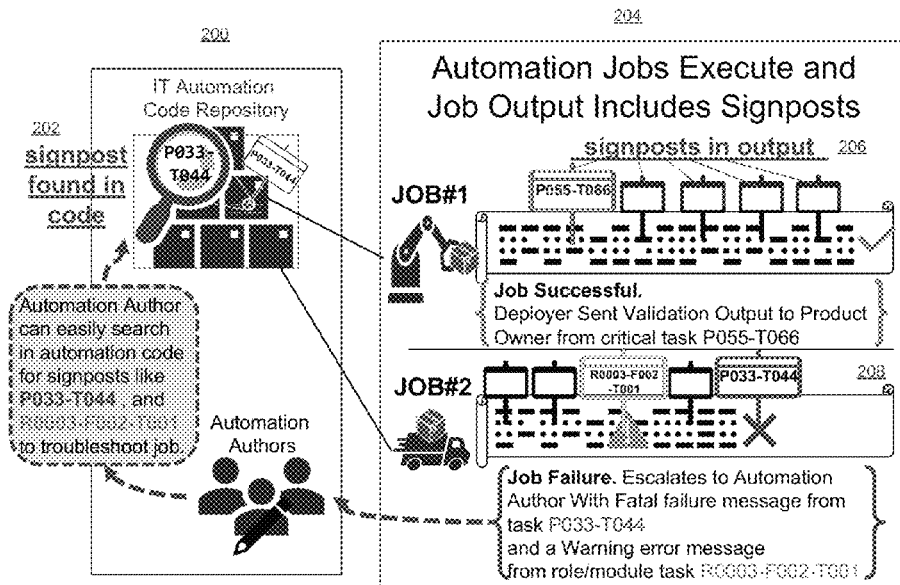 200
204
IT Automation
Code Repository
202
signpost
found in
code
P033-
T044
P033-T044
Automation Jobs Execute and
Job Output Includes Signposts
signposts in output
206
JOB#1
P055-T066
Job Successful.
Deployer Sent Validation Output to Product
Owner from critical task P055-T066
Automation Author
can easily search
in automation code
for signposts like
P033-T044 , and
R0003-F002-T001
to troubleshoot job.
JOB#2
R0003-F002
-T001
P033-T044
208
Automation
Authors
Job Failure. Escalates to Automation
Author With Fatal failure message from
task P033-T044
and a Warning error message
from role/module task R0003-F002-T001